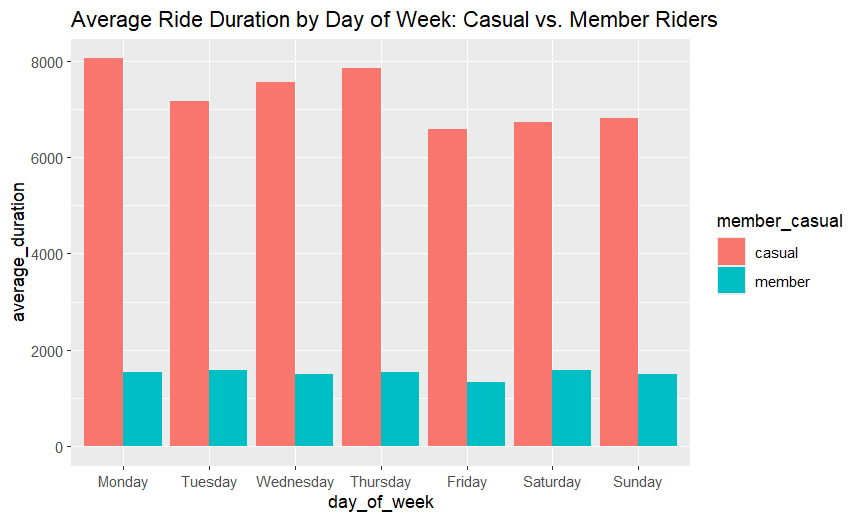 Average Ride Duration by Day of Week: Casual vs. Member Riders
average_duration
8000
6000
4000
2000
0
Monday Tuesday Wednesday Thursday Friday Saturday Sunday
day_of_week
member_casual
casual
member